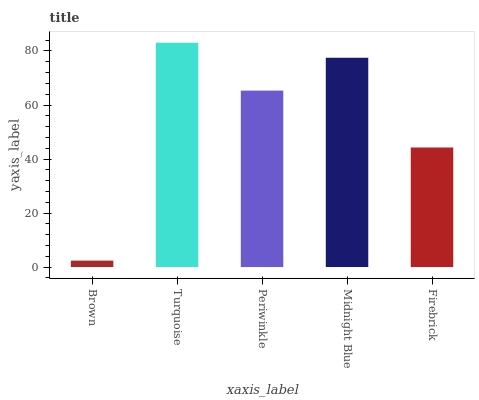 title
yaxis_label
80
60
40
20
0
Brown
Turquoise
Periwinkle
Midnight Blue
Firebrick
xaxis_label